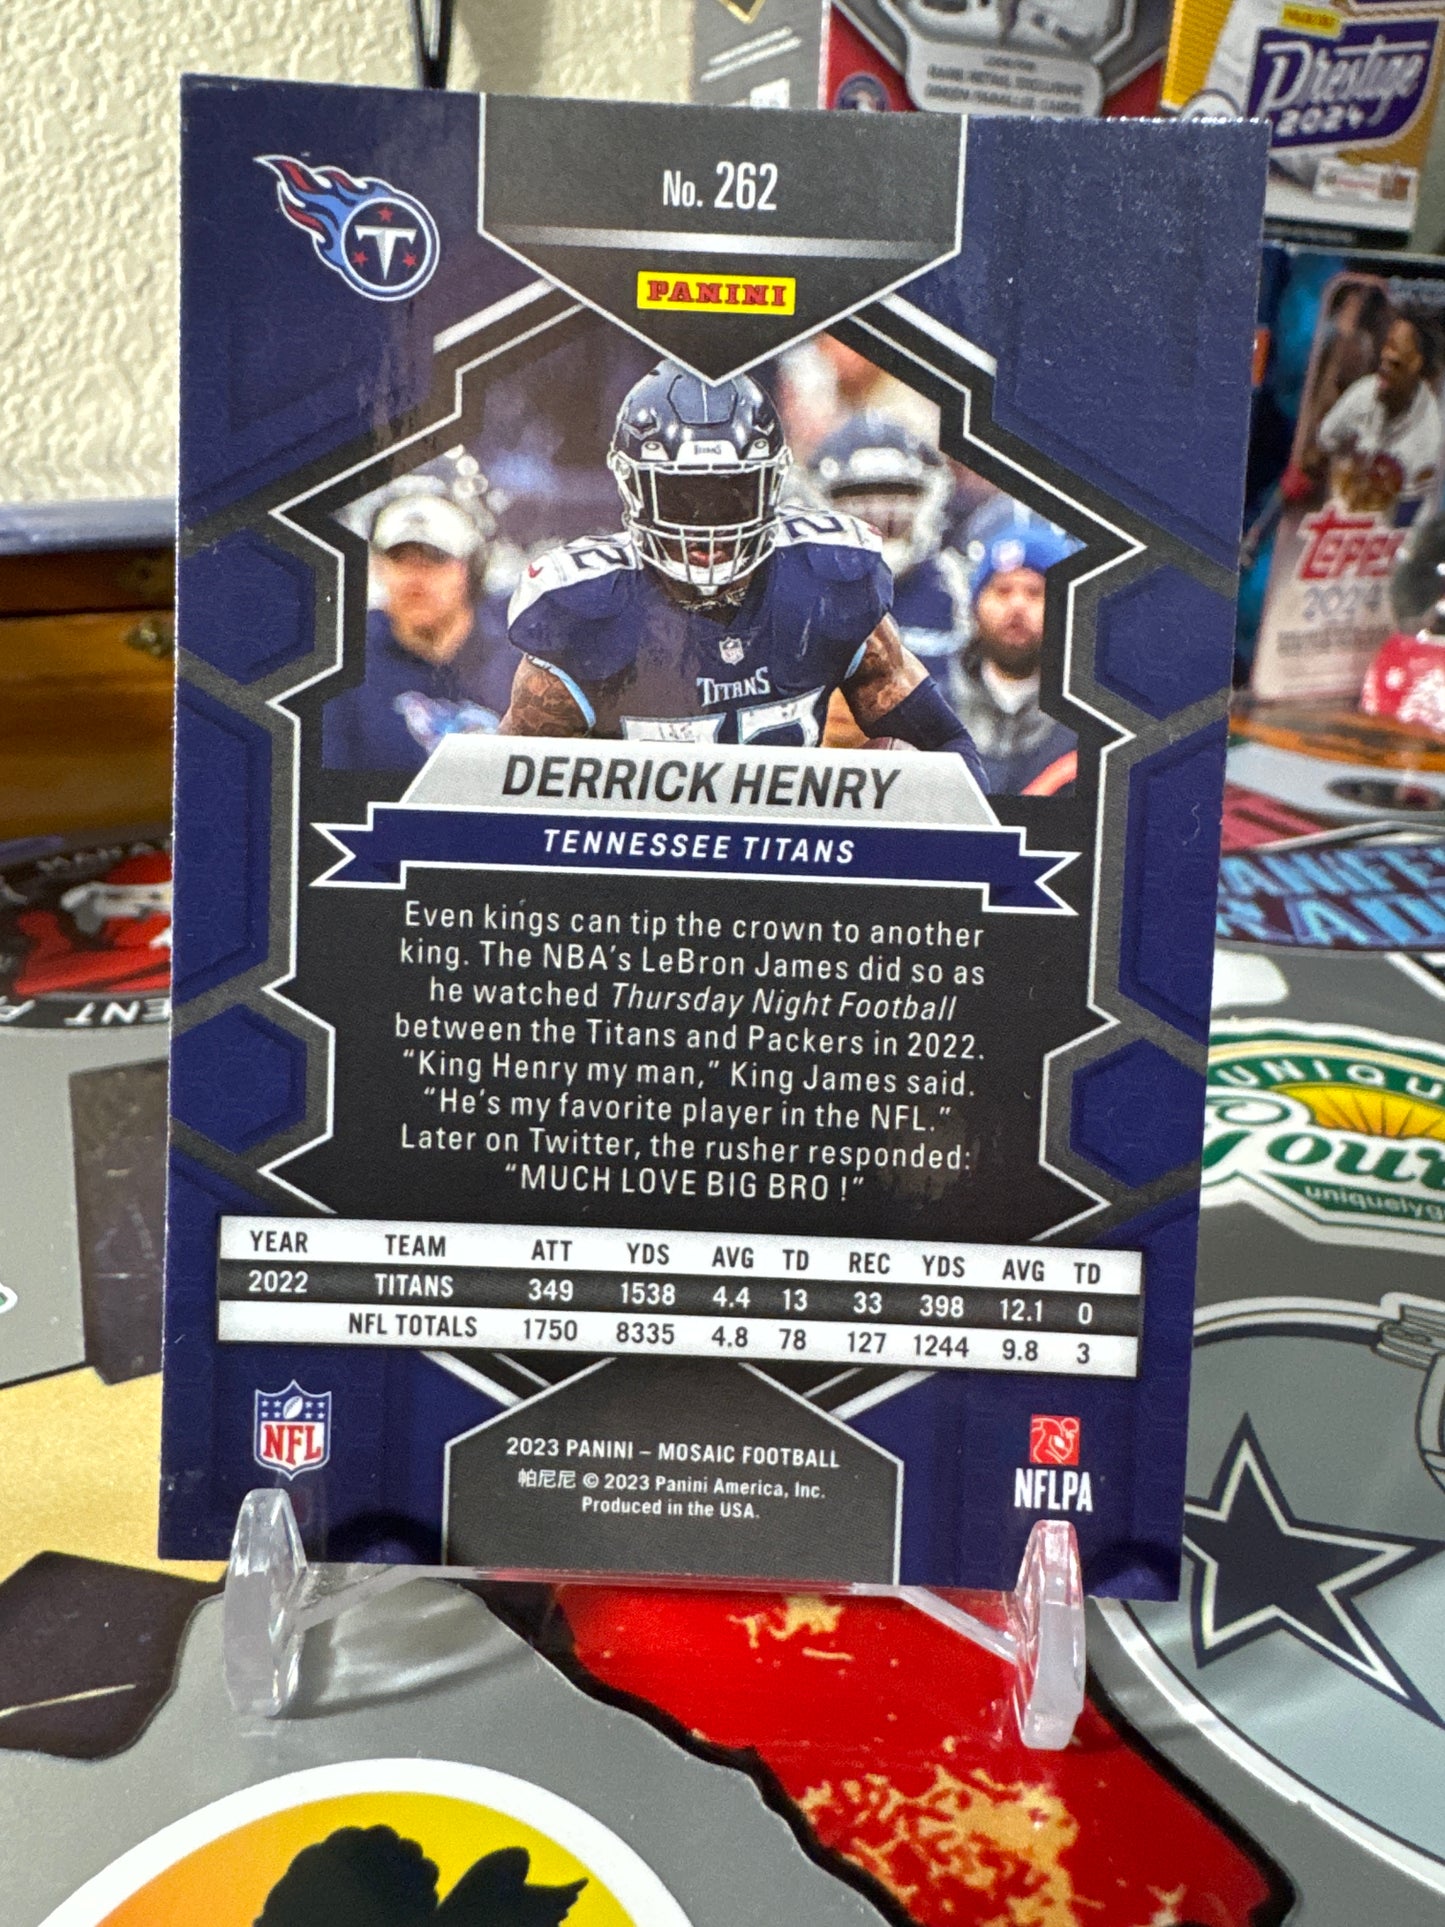 No. 262
PANINI
TITANS
DERRICK HENRY
TENNESSEE TITANS
Even kings can tip the crown to another
king. The NBA's LeBron James did so as
he watched Thursday Night Football
between the Titans and Packers in 2022.
"King Henry my man," King James said.
"He's my favorite player in the NFL."
Later on Twitter, the rusher responded:
"MUCH LOVE BIG BRO !"
YEAR TEAM ATT YDS AVG TD REC YDS AVG TD
2022 TITANS 349 1538 4.4 13 33 398 12.1 0
NFL TOTALS 1750 8335 4.8 78 127 1244 9.8 3
NFL
2023 PANINI – MOSAIC FOOTBALL
帕尼尼 © 2023 Panini America, Inc.
Produced in the USA.
NFLPA
PANINI
Prestige
2024
Topps
2024
UNIQU